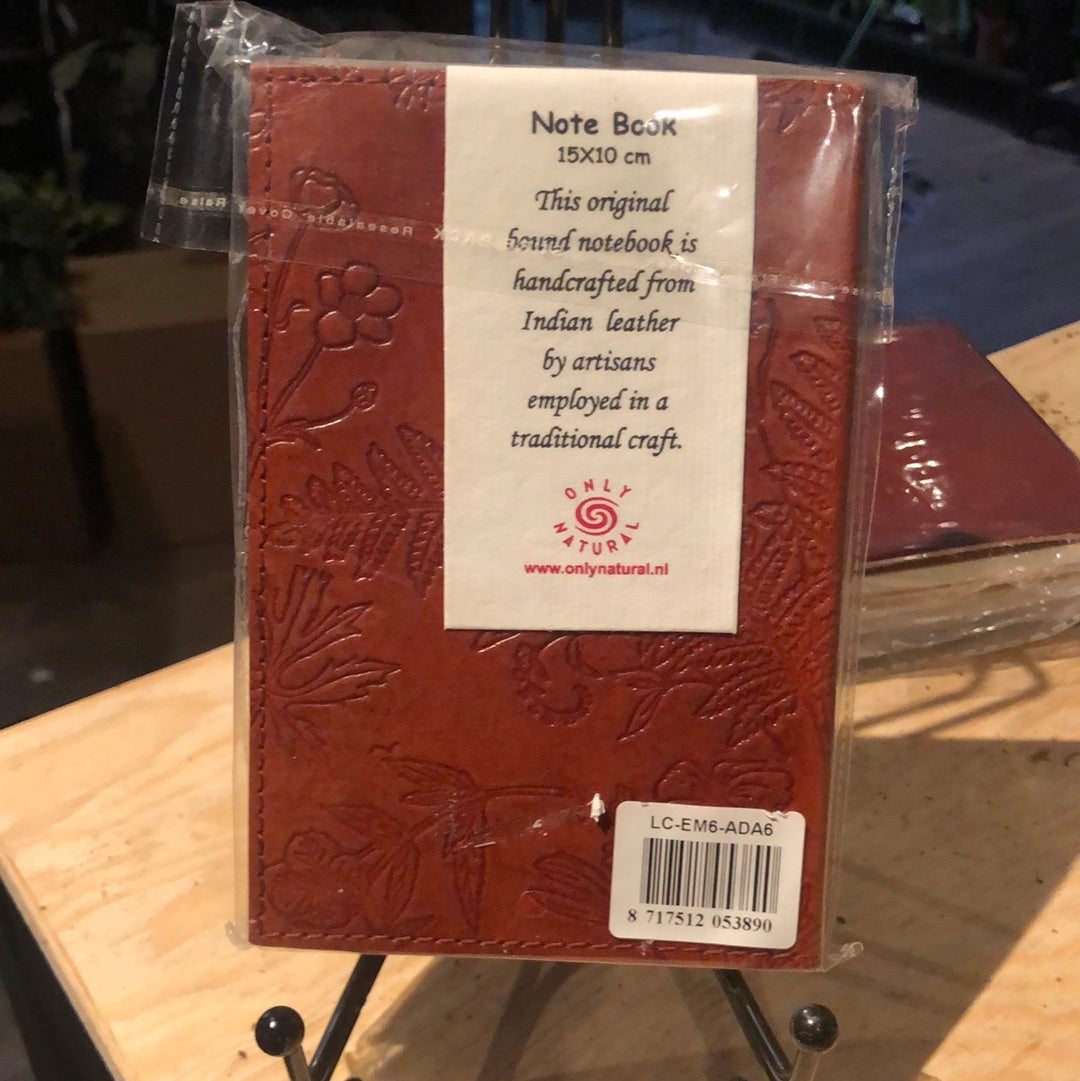 Note Book
15X10 cm
This original
bound notebook is
handcrafted from
Indian leather
by artisans
employed in a
traditional craft.
ONLY
NATURAL
www.onlynatural.nl
LC-EM6-ADA6
8 717512 053890